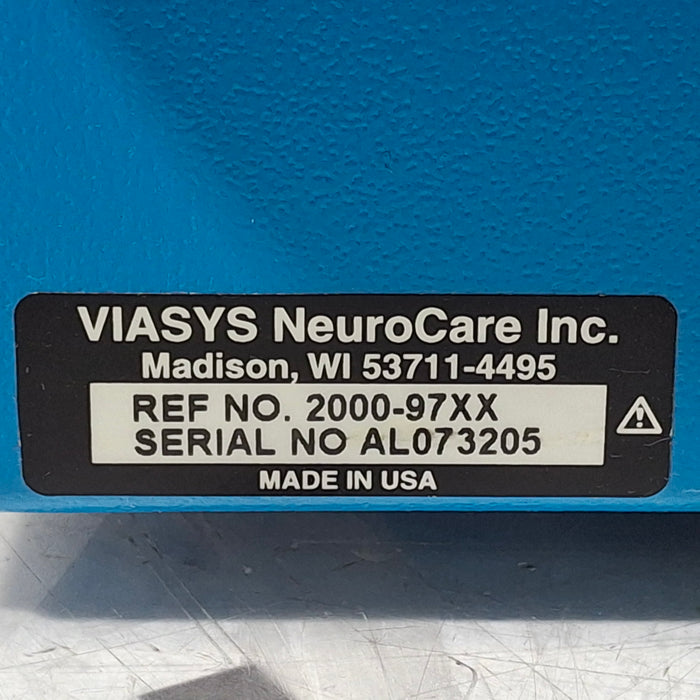 VIASYS NeuroCare Inc.
Madison, WI 53711-4495
REF NO. 2000-97XX
SERIAL NO AL073205
MADE IN USA